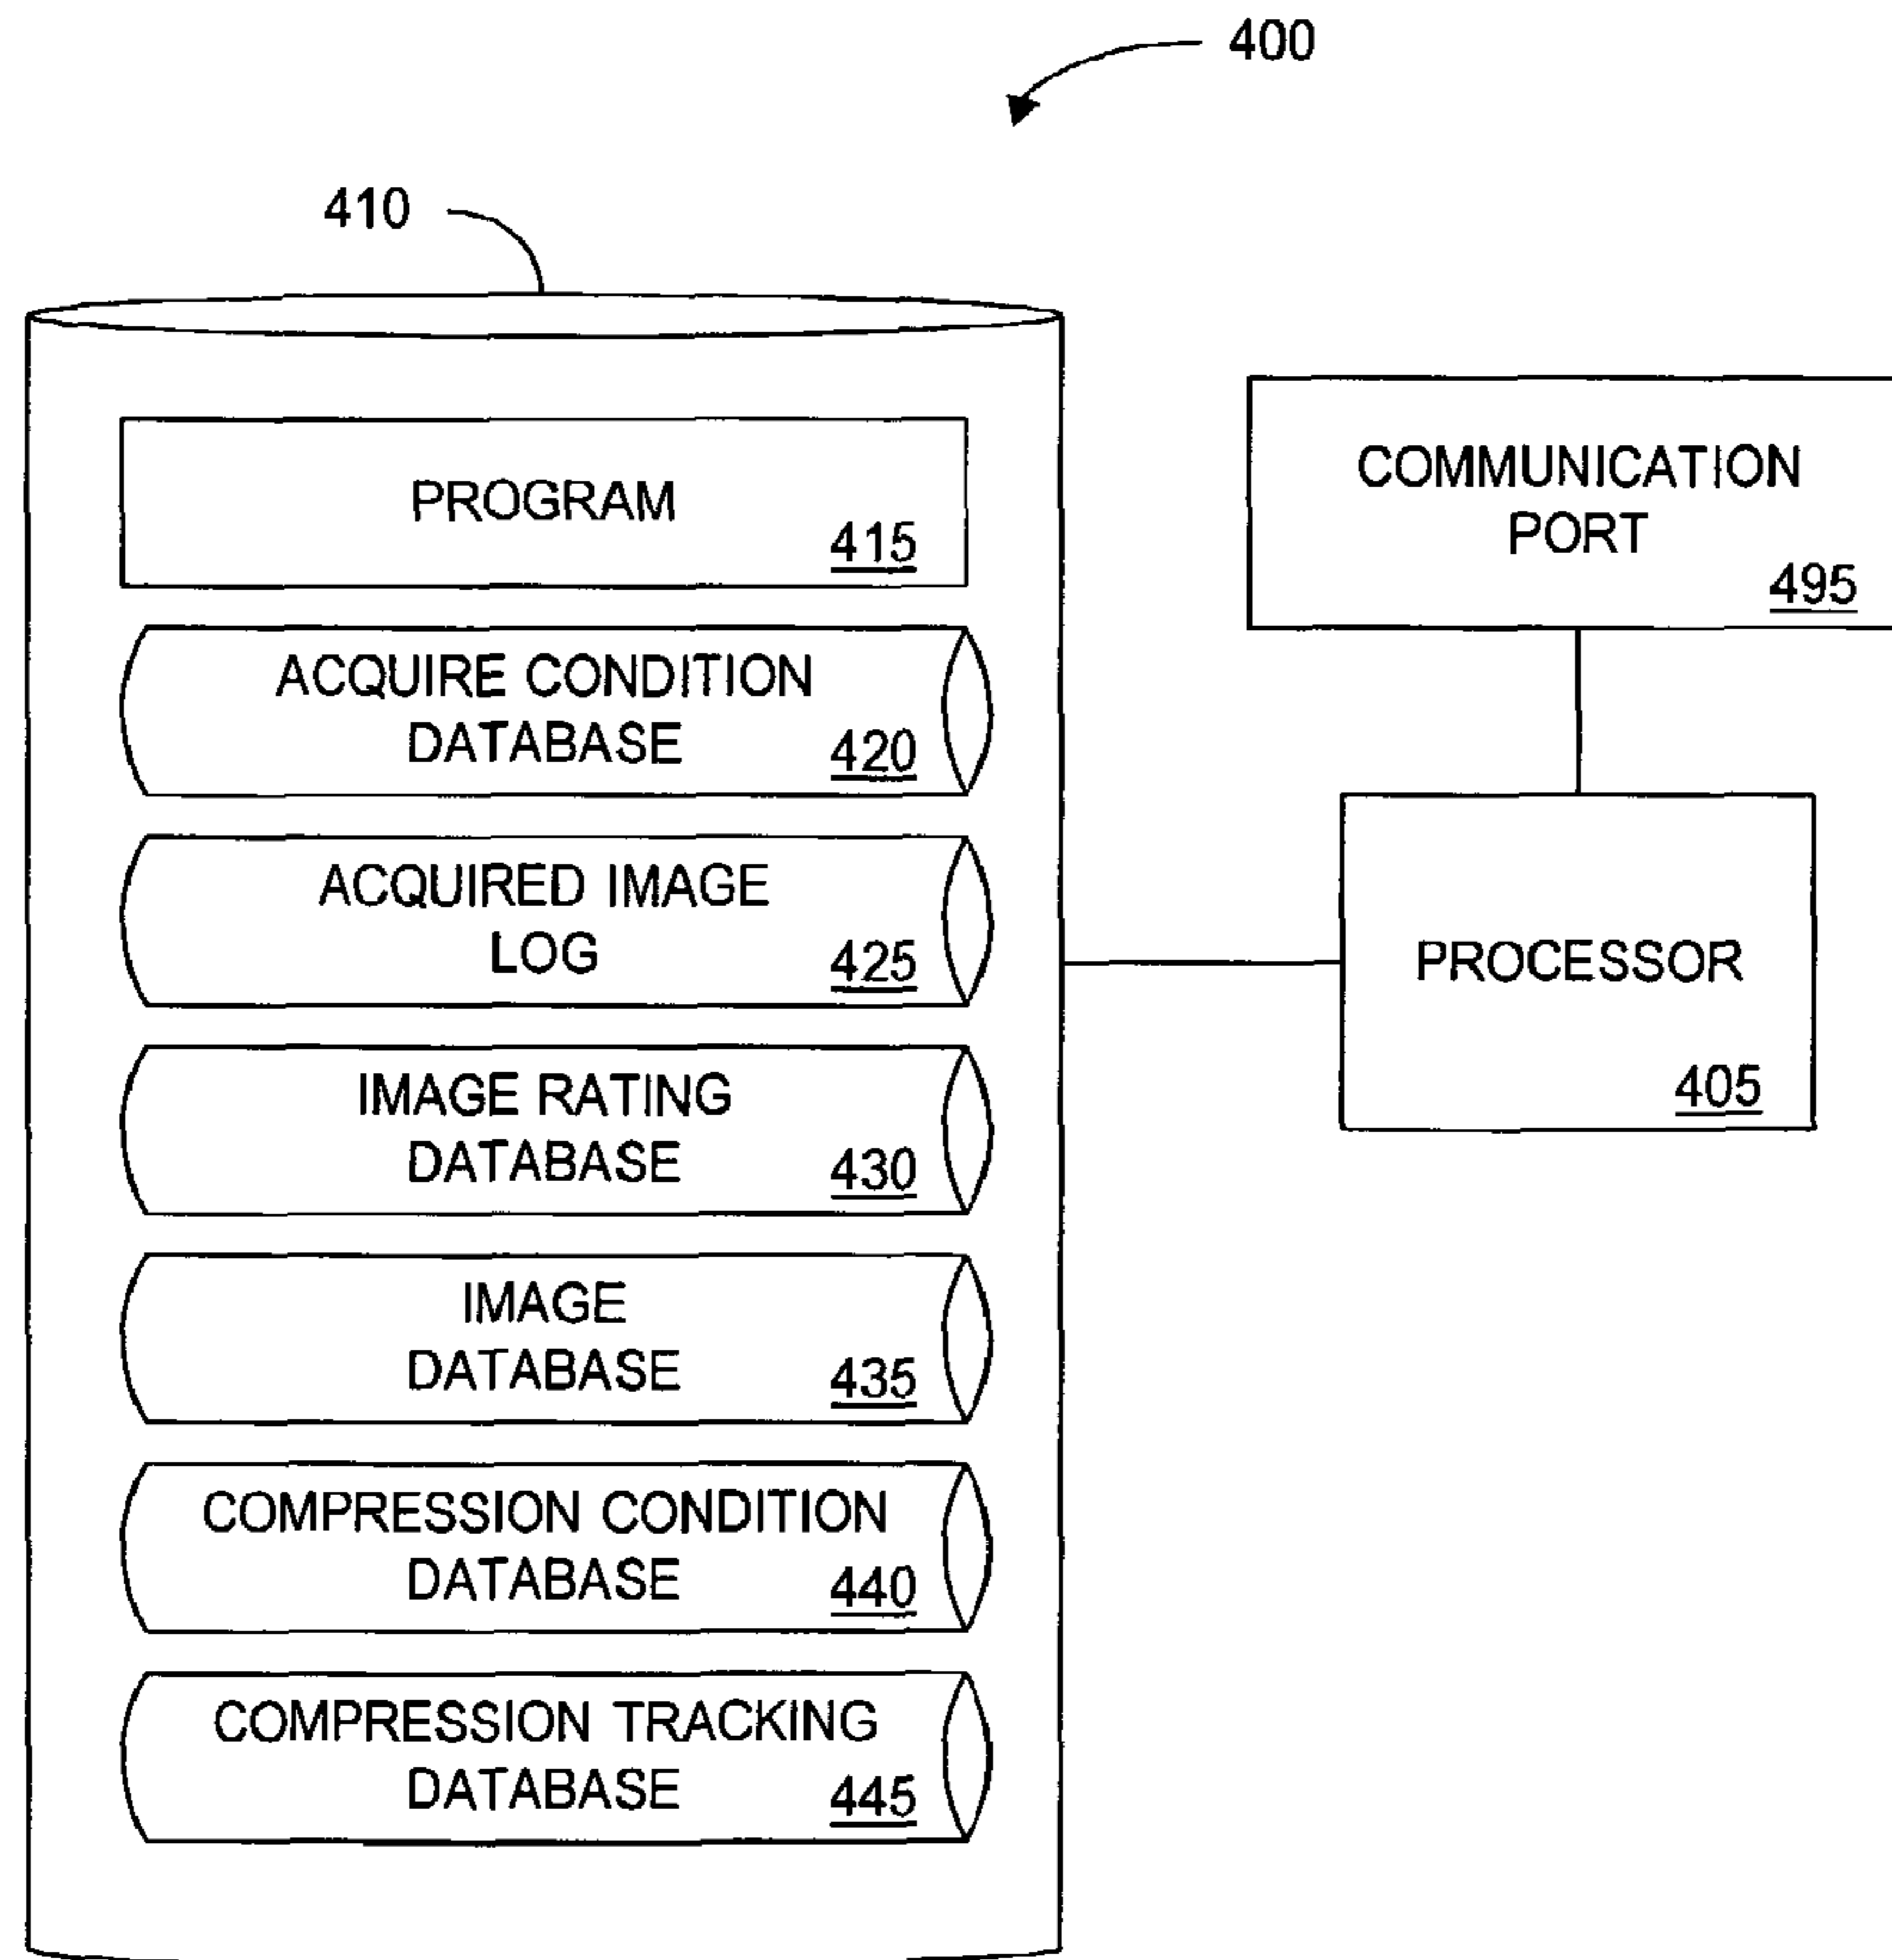 400
410
PROGRAM
415
ACQUIRE CONDITION
DATABASE
420
ACQUIRED IMAGE
LOG
425
IMAGE RATING
DATABASE
430
IMAGE
DATABASE
435
COMPRESSION CONDITION
DATABASE
440
COMPRESSION TRACKING
DATABASE
445
COMMUNICATION
PORT
495
PROCESSOR
405